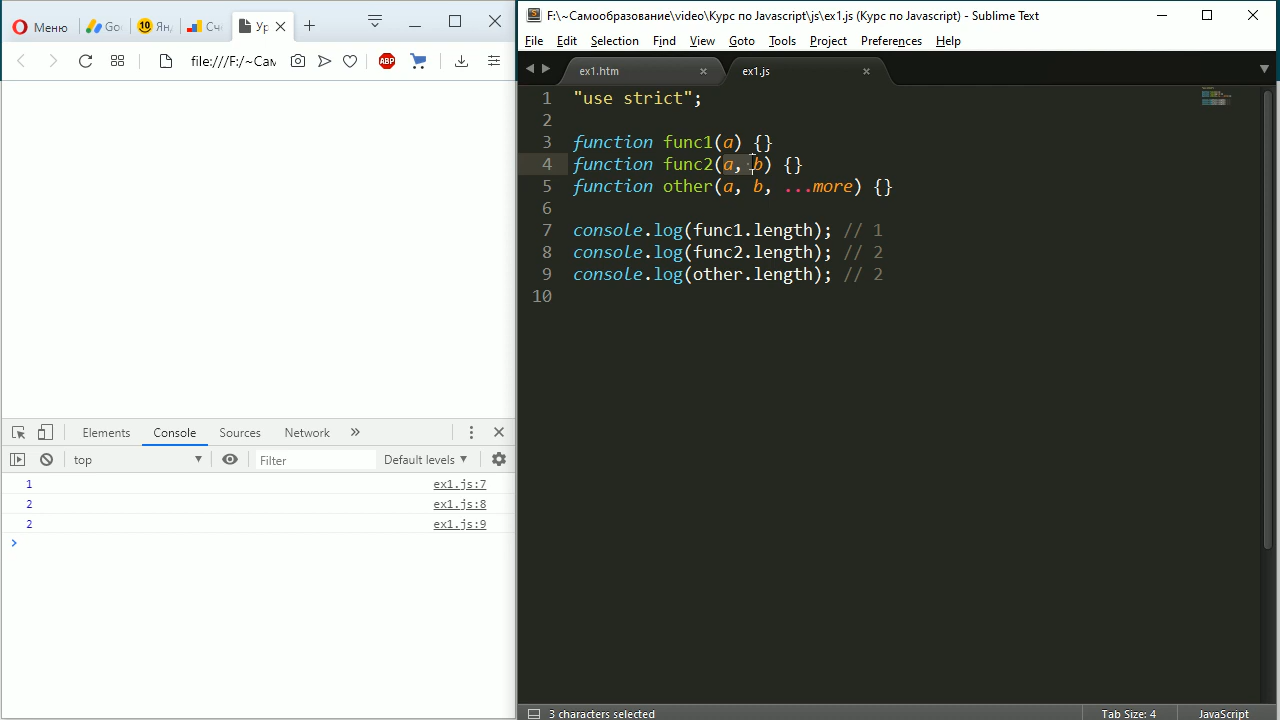 Меню
Go
10 Ян
Сч
Ур
file:///F:/~Сам
ABP
Elements Console Sources Network
top Filter Default levels
1 ex1.js:7
2 ex1.js:8
2 ex1.js:9
F:\~Самообразование\video\Курс по Javascript\js\ex1.js (Курс по Javascript) - Sublime Text
File Edit Selection Find View Goto Tools Project Preferences Help
ex1.htm ex1.js
1 "use strict";
2
3 function func1(a) {}
4 function func2(a, b) {}
5 function other(a, b, ...more) {}
6
7 console.log(func1.length); // 1
8 console.log(func2.length); // 2
9 console.log(other.length); // 2
10
3 characters selected Tab Size: 4 JavaScript